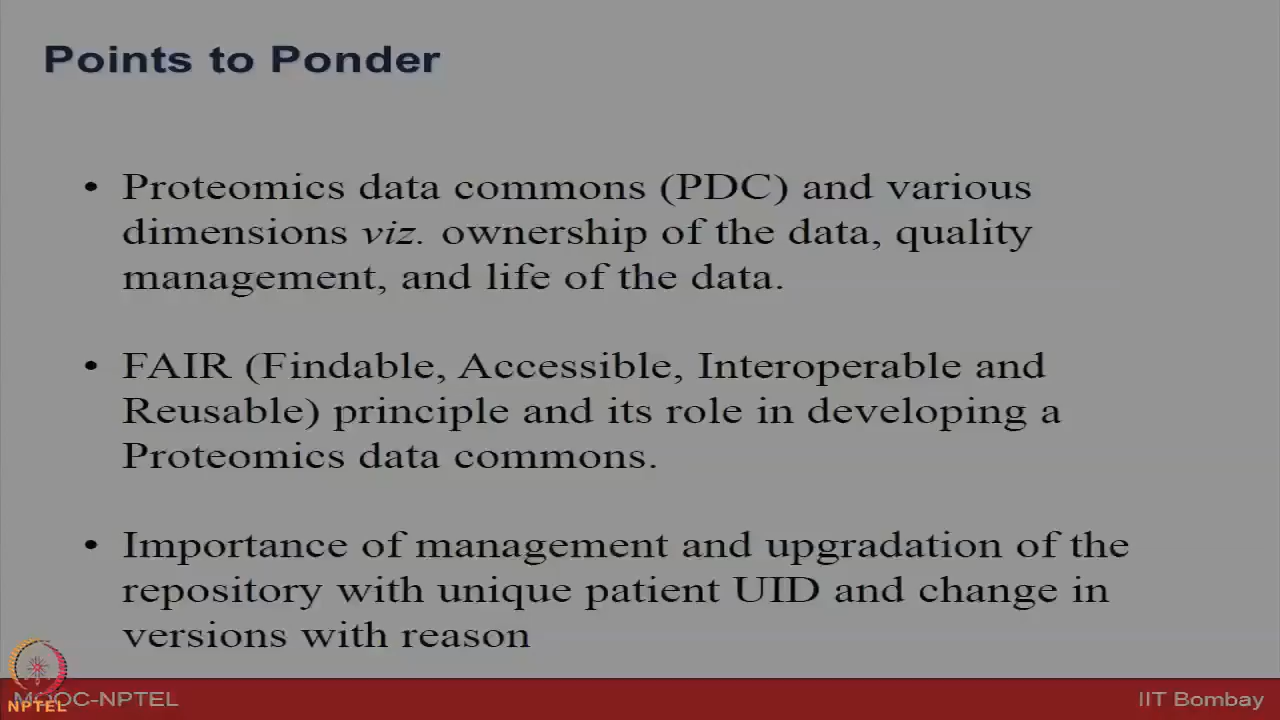 Points to Ponder
• Proteomics data commons (PDC) and various
dimensions viz. ownership of the data, quality
management, and life of the data.
• FAIR (Findable, Accessible, Interoperable and
Reusable) principle and its role in developing a
Proteomics data commons.
• Importance of management and upgradation of the
repository with unique patient UID and change in
versions with reason
MOOC-NPTEL
NPTEL
IIT Bombay